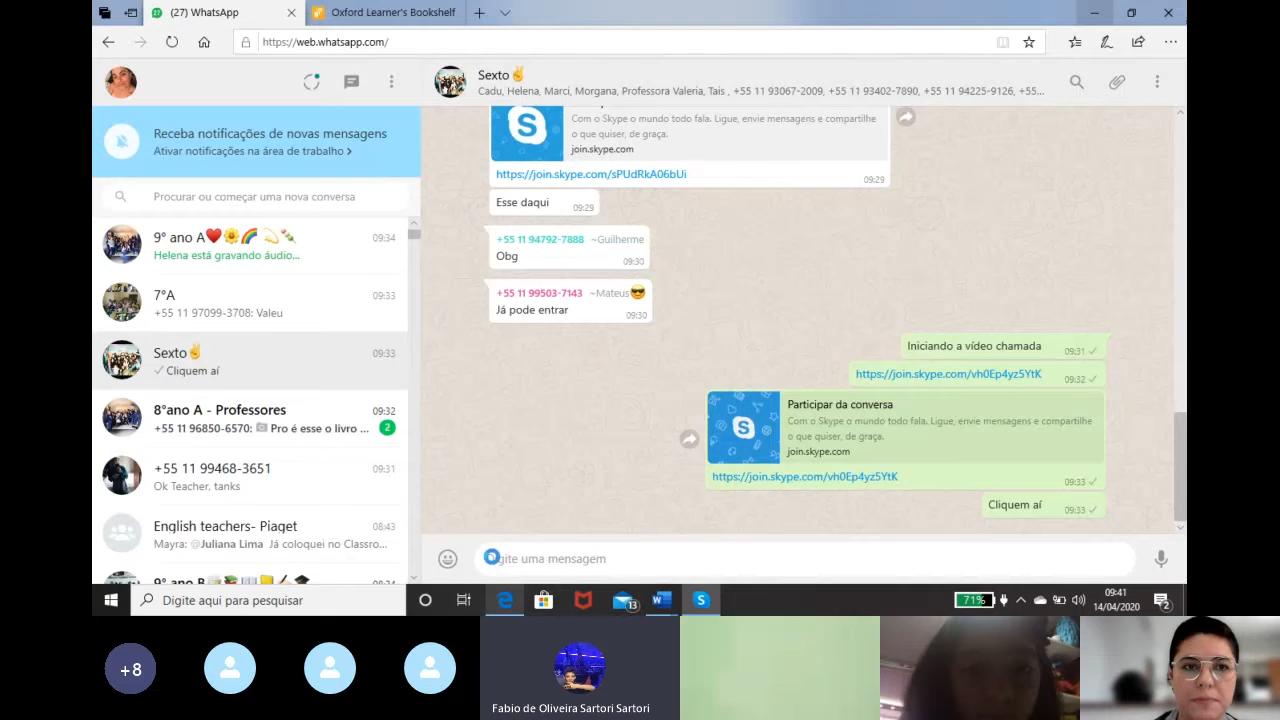 (27) WhatsApp
Oxford Learner's Bookshelf
https://web.whatsapp.com/
Sexto✌
Cadu, Helena, Marci, Morgana, Professora Valeria, Tais , +55 11 93067-2009, +55 11 93402-7890, +55 11 94225-9126, +55...
Receba notificações de novas mensagens
Ativar notificações na área de trabalho
Procurar ou começar uma nova conversa
9° ano A❤🌼🌈💫🍾 09:34
Helena está gravando áudio...
7°A 09:33
+55 11 97099-3708: Valeu
Sexto✌ 09:33
Cliquem aí
8°ano A - Professores 09:32
+55 11 96850-6570: 📷 Pro é esse o livro ... 2
+55 11 99468-3651 09:31
Ok Teacher, tanks
English teachers- Piaget 08:43
Mayra: @Juliana Lima Já coloquei no Classro...
Com o Skype o mundo todo fala. Ligue, envie mensagens e compartilhe
o que quiser, de graça.
join.skype.com
https://join.skype.com/sPUdRkA06bUi 09:29
Esse daqui 09:29
+55 11 94792-7888 ~Guilherme
Obg 09:30
+55 11 99503-7143 ~Mateus😎
Já pode entrar 09:30
Iniciando a vídeo chamada 09:31
https://join.skype.com/vh0Ep4yz5YtK 09:32
Participar da conversa
Com o Skype o mundo todo fala. Ligue, envie mensagens e compartilhe
o que quiser, de graça.
join.skype.com
https://join.skype.com/vh0Ep4yz5YtK 09:33
Cliquem aí 09:33
uma mensagem
Digite aqui para pesquisar
13
71%
09:41
14/04/2020
2
+8
Fabio de Oliveira Sartori Sartori